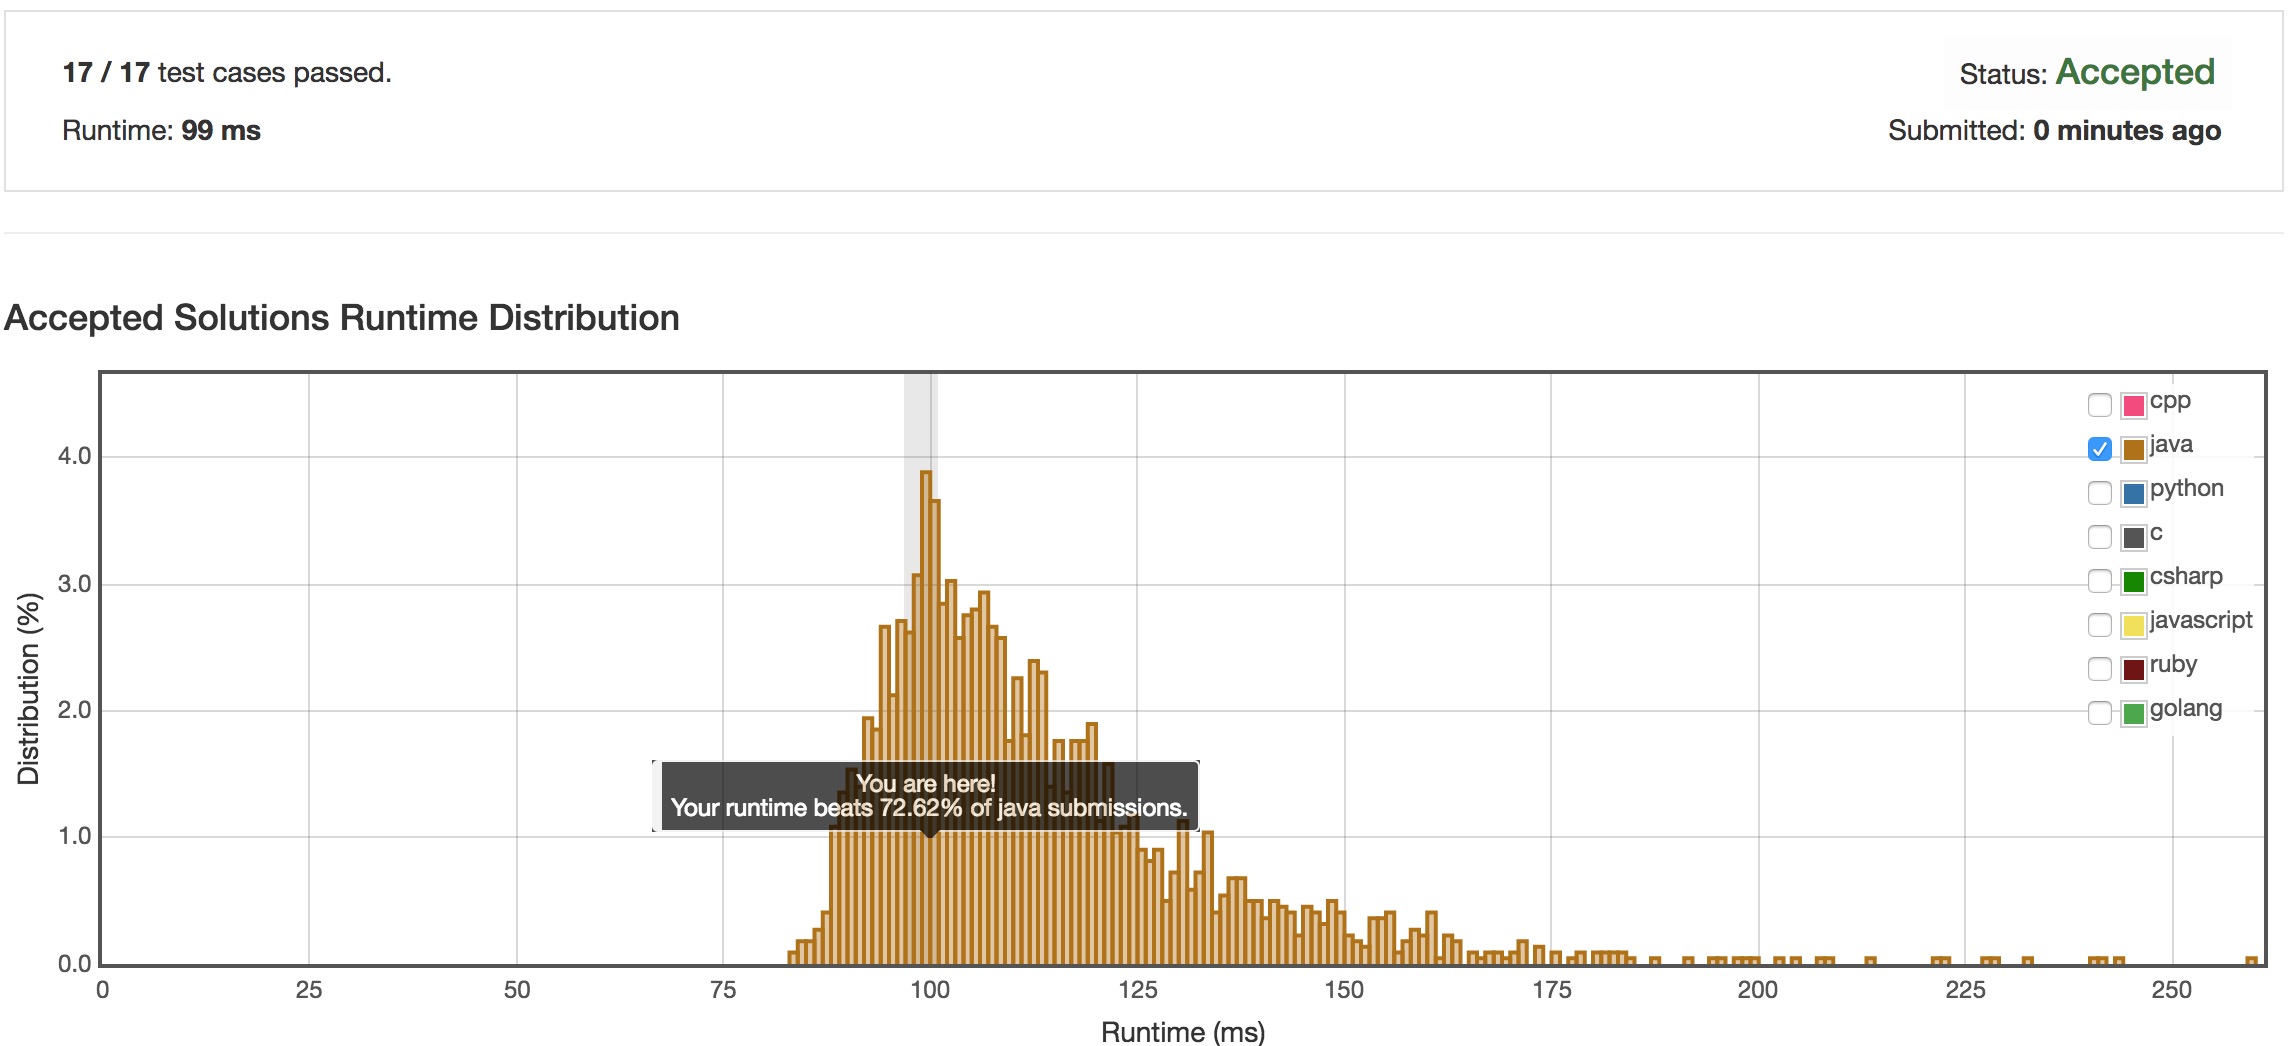 17 / 17 test cases passed.
Status: Accepted
Runtime: 99 ms
Submitted: 0 minutes ago
Accepted Solutions Runtime Distribution
cpp
java
python
c
csharp
javascript
ruby
golang
4.0
3.0
2.0
1.0
0.0
Distribution (%)
You are here!
Your runtime beats 72.62% of java submissions.
0 25 50 75 100 125 150 175 200 225 250
Runtime (ms)